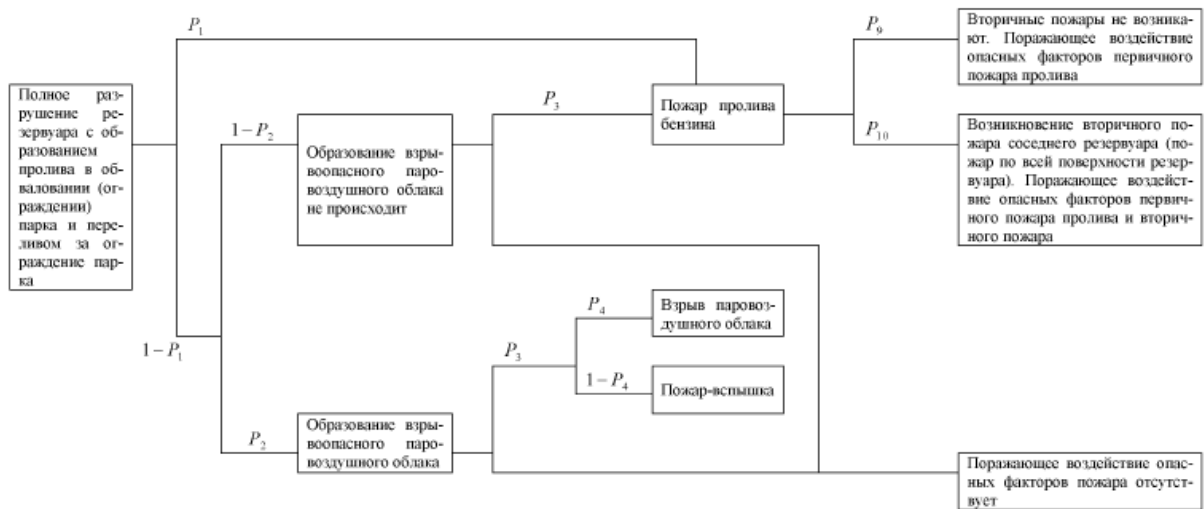 P₁
P₉
Вторичные пожары не возника-
ют. Поражающее воздействие
опасных факторов первичного
пожара пролива
Полное раз-
рушение ре-
зервуара с об-
разованием
пролива в об-
валовании (ог-
раждении)
парка и пере-
ливом за ог-
раждение пар-
ка
1–P₂
Образование взры-
воопасного паро-
воздушного облака
не происходит
P₃
Пожар пролива
бензина
P₁₀
Возникновение вторичного по-
жара соседнего резервуара (по-
жар по всей поверхности резер-
вуара). Поражающее воздейст-
вие опасных факторов первич-
ного пожара пролива и вторич-
ного пожара
1–P₁
P₄
Взрыв паровоз-
душного облака
P₃
1–P₄
Пожар-вспышка
P₂
Образование взры-
воопасного паро-
воздушного облака
Поражающее воздействие опас-
ных факторов пожара отсутст-
вует